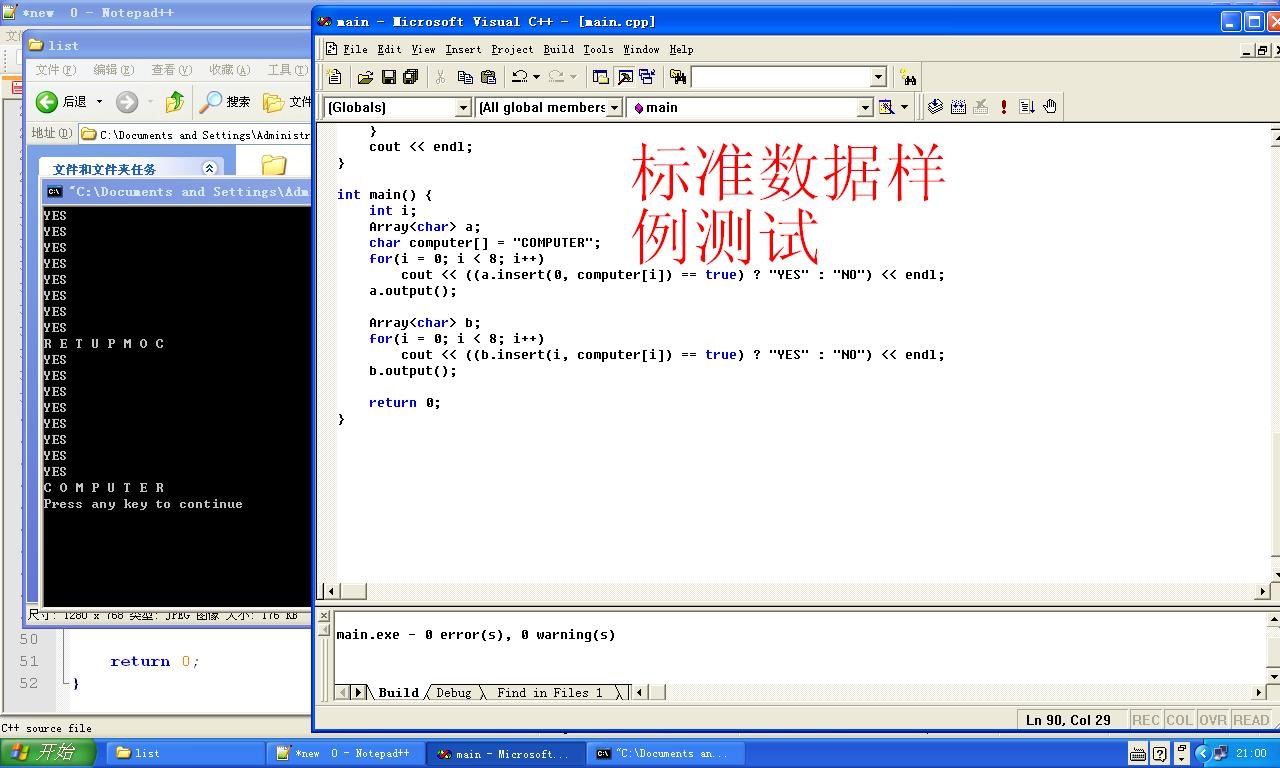 *new  0 - Notepad++
list
文件(F) 编辑(E) 查看(V) 收藏(A) 工具(T)
后退 搜索 文件
地址(D) C:\Documents and Settings\Administr
文件和文件夹任务
"C:\Documents and Settings\Adm
YES
YES
YES
YES
YES
YES
YES
YES
R E T U P M O C
YES
YES
YES
YES
YES
YES
YES
YES
C O M P U T E R
Press any key to continue
尺寸: 1280 x 768 类型: JPEG 图像 大小: 176 KB
50
51 return 0;
52 }
C++ source file
main - Microsoft Visual C++ - [main.cpp]
File Edit View Insert Project Build Tools Window Help
(Globals) (All global members main
}
cout << endl;
}
int main() {
int i;
Array<char> a;
char computer[] = "COMPUTER";
for(i = 0; i < 8; i++)
cout << ((a.insert(0, computer[i]) == true) ? "YES" : "NO") << endl;
a.output();
Array<char> b;
for(i = 0; i < 8; i++)
cout << ((b.insert(i, computer[i]) == true) ? "YES" : "NO") << endl;
b.output();
return 0;
}
标准数据样
例测试
main.exe - 0 error(s), 0 warning(s)
Build Debug Find in Files 1
Ln 90, Col 29 REC COL OVR READ
开始 list *new  0 - Notepad++ main - Microsoft... "C:\Documents an... 21:00